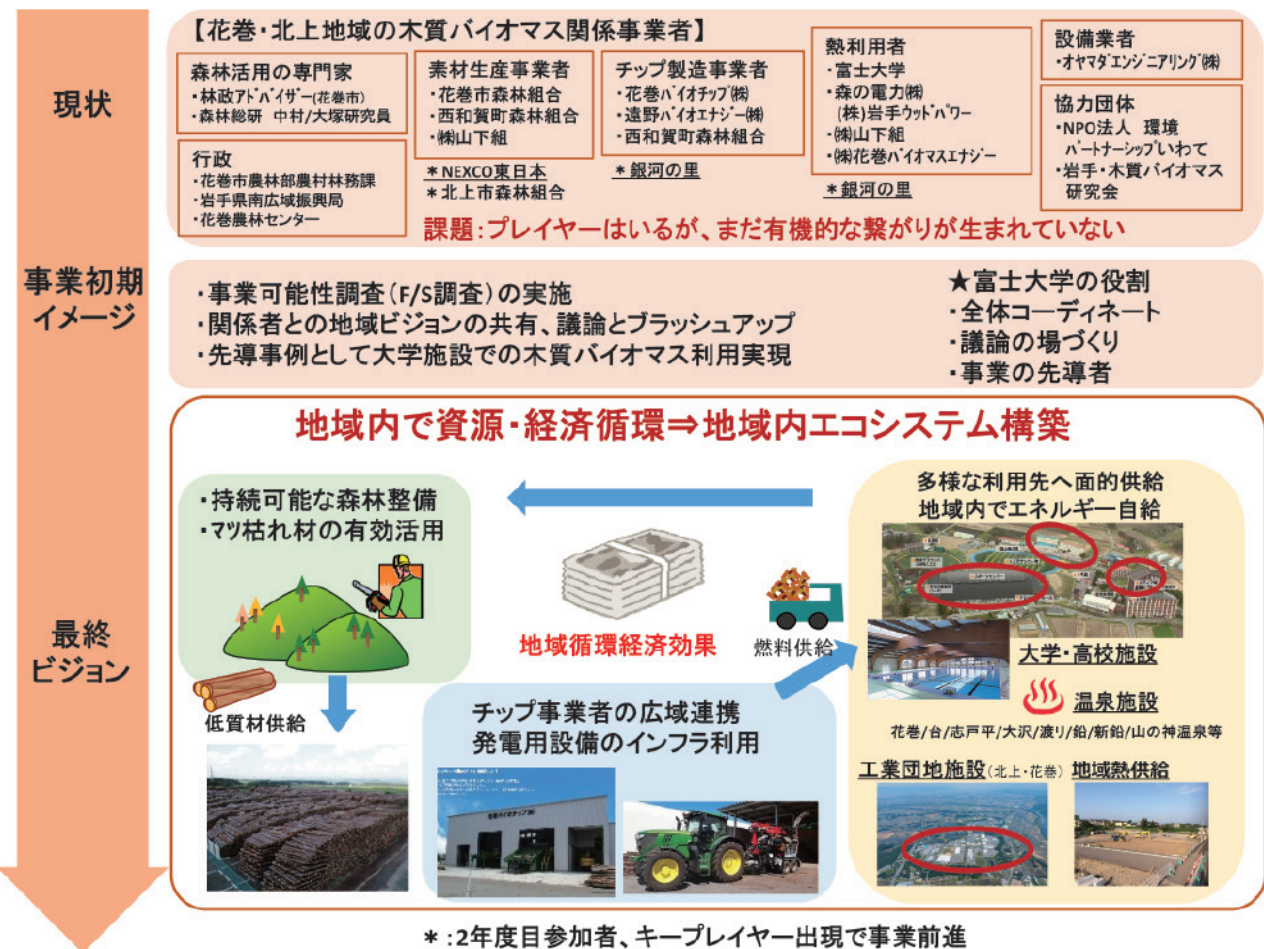 現状
【花巻・北上地域の木質バイオマス関係事業者】
森林活用の専門家
・林政アドバイザー(花巻市)
・森林総研 中村/大塚研究員
行政
・花巻市農林部農村林務課
・岩手県南広域振興局
・花巻農林センター
素材生産事業者
・花巻市森林組合
・西和賀町森林組合
・㈱山下組
＊NEXCO東日本
＊北上市森林組合
チップ製造事業者
・花巻バイオチップ㈱
・遠野バイオエナジー㈱
・西和賀町森林組合
＊銀河の里
熱利用者
・富士大学
・森の電力㈱
(株)岩手ウッドパワー
・㈱山下組
・㈱花巻バイオマスエナジー
＊銀河の里
設備業者
・オヤマダエンジニアリング㈱
協力団体
・NPO法人 環境
パートナーシップいわて
・岩手・木質バイオマス
研究会
課題：プレイヤーはいるが、まだ有機的な繋がりが生まれていない
事業初期
イメージ
・事業可能性調査（F/S調査）の実施
・関係者との地域ビジョンの共有、議論とブラッシュアップ
・先導事例として大学施設での木質バイオマス利用実現
★富士大学の役割
・全体コーディネート
・議論の場づくり
・事業の先導者
最終
ビジョン
地域内で資源・経済循環⇒地域内エコシステム構築
・持続可能な森林整備
・マツ枯れ材の有効活用
低質材供給
地域循環経済効果
燃料供給
チップ事業者の広域連携
発電用設備のインフラ利用
花巻バイオチップ㈱
多様な利用先へ面的供給
地域内でエネルギー自給
大学・高校施設
温泉施設
花巻/台/志戸平/大沢/渡り/鉛/新鉛/山の神温泉等
工業団地施設(北上・花巻)
地域熱供給
＊：2年度目参加者、キープレイヤー出現で事業前進